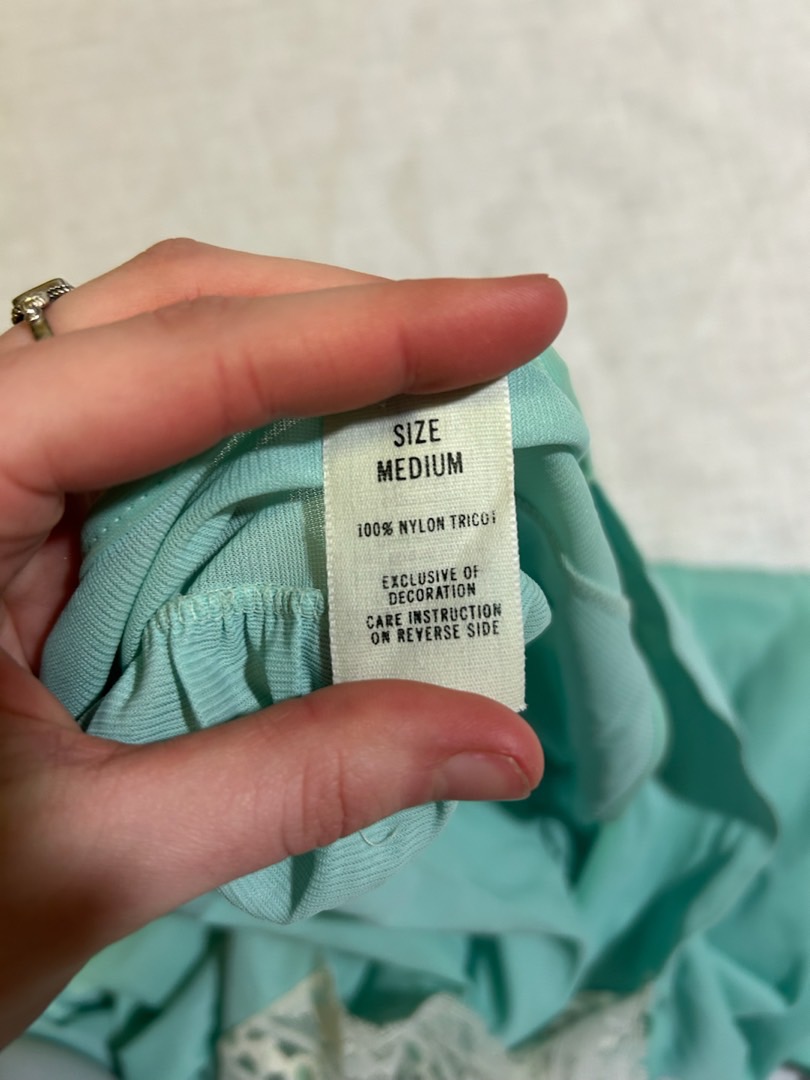 SIZE
MEDIUM
100% NYLON TRICOT
EXCLUSIVE OF
DECORATION
CARE INSTRUCTION
ON REVERSE SIDE